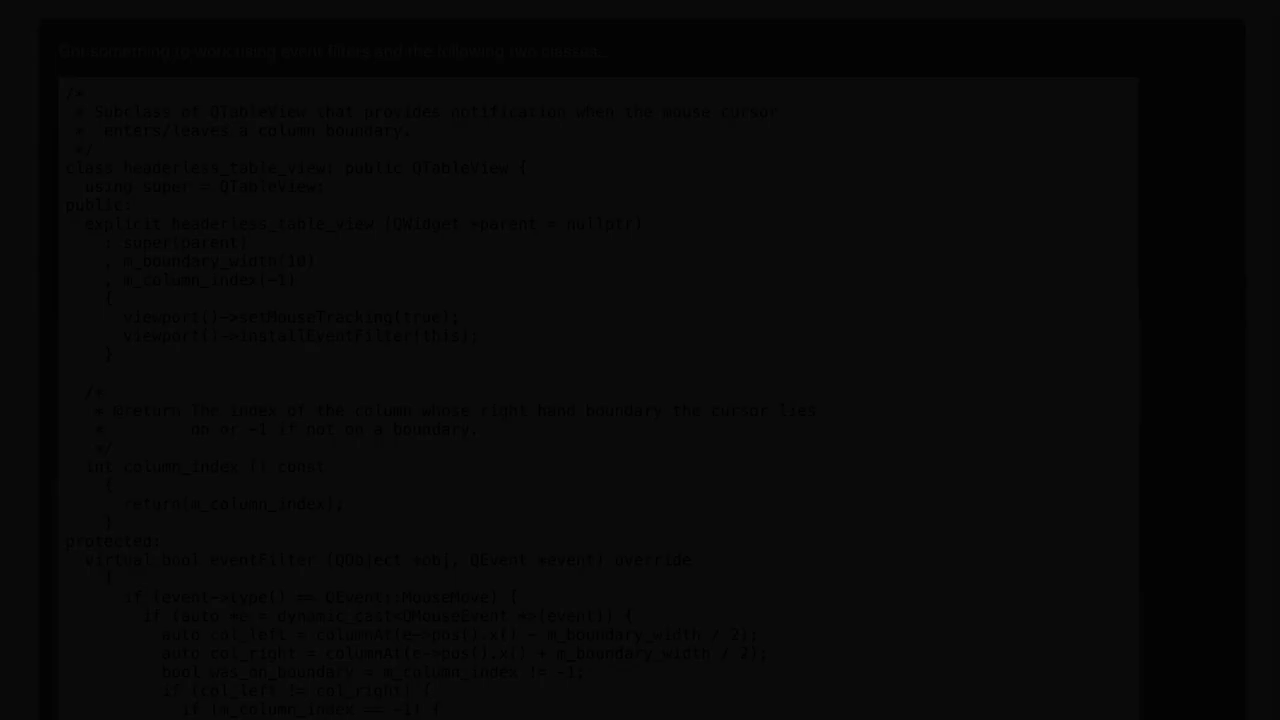 Got something to work using event filters and the following two classes...
/*
 * Subclass of QTableView that provides notification when the mouse cursor
 *  enters/leaves a column boundary.
 */
class headerless_table_view: public QTableView {
  using super = QTableView;
public:
  explicit headerless_table_view (QWidget *parent = nullptr)
    : super(parent)
    , m_boundary_width(10)
    , m_column_index(-1)
    {
      viewport()->setMouseTracking(true);
      viewport()->installEventFilter(this);
    }
  /*
   * @return The index of the column whose right hand boundary the cursor lies
   *         on or -1 if not on a boundary.
   */
  int column_index () const
    {
      return(m_column_index);
    }
protected:
  virtual bool eventFilter (QObject *obj, QEvent *event) override
    {
      if (event->type() == QEvent::MouseMove) {
        if (auto *e = dynamic_cast<QMouseEvent *>(event)) {
          auto col_left = columnAt(e->pos().x() - m_boundary_width / 2);
          auto col_right = columnAt(e->pos().x() + m_boundary_width / 2);
          bool was_on_boundary = m_column_index != -1;
          if (col_left != col_right) {
            if (m_column_index == -1) {